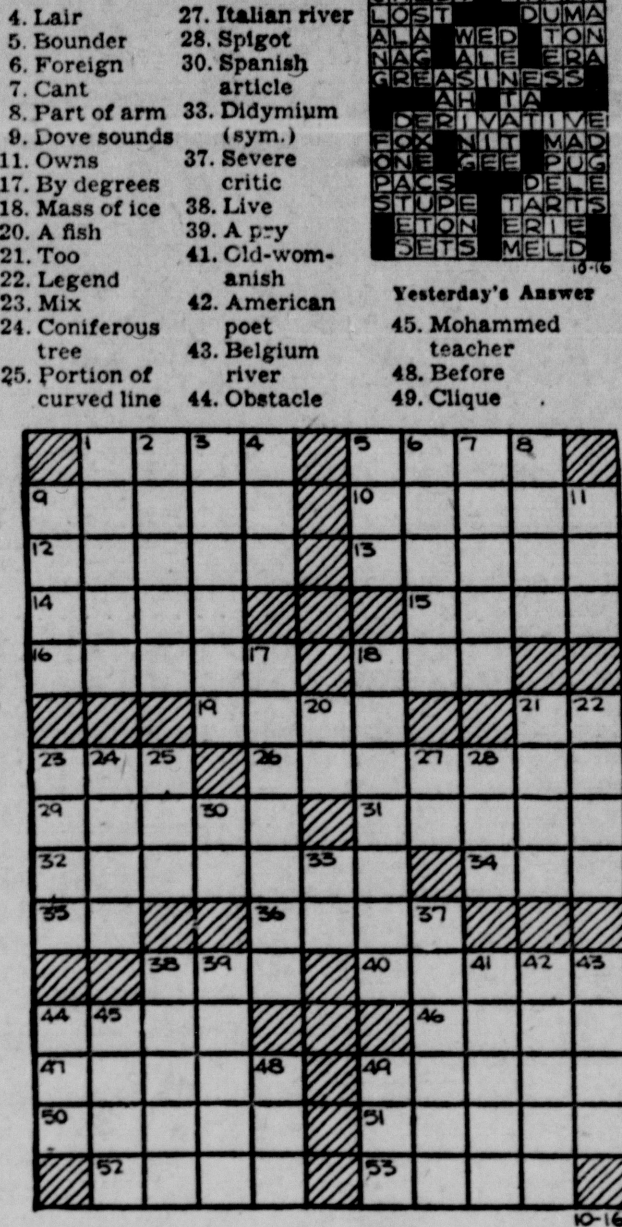 4. Lair
5. Bounder
6. Foreign
7. Cant
8. Part of arm
9. Dove sounds
11. Owns
17. By degrees
18. Mass of ice
20. A fish
21. Too
22. Legend
23. Mix
24. Coniferous
tree
25. Portion of
curved line
27. Italian river
28. Spigot
30. Spanish
article
33. Didymium
(sym.)
37. Severe
critic
38. Live
39. A pry
41. Old-wom-
anish
42. American
poet
43. Belgium
river
44. Obstacle
LOST DUMA
ALA WED TON
NAG ALE ERA
GREASINESS
AH TA
DERIVATIVE
FOX NIT MAD
ONE GEE PUG
PACS DELE
STUPE TARTS
ETON ERIE
SETS MELD
10-16
Yesterday's Answer
45. Mohammed
teacher
48. Before
49. Clique
1 2 3 4 5 6 7 8
9 10 11
12 13
14 15
16 17 18
19 20 21 22
23 24 25 26 27 28
29 30 31
32 33 34
35 36 37
38 39 40 41 42 43
44 45 46
47 48 49
50 51
52 53
10-16